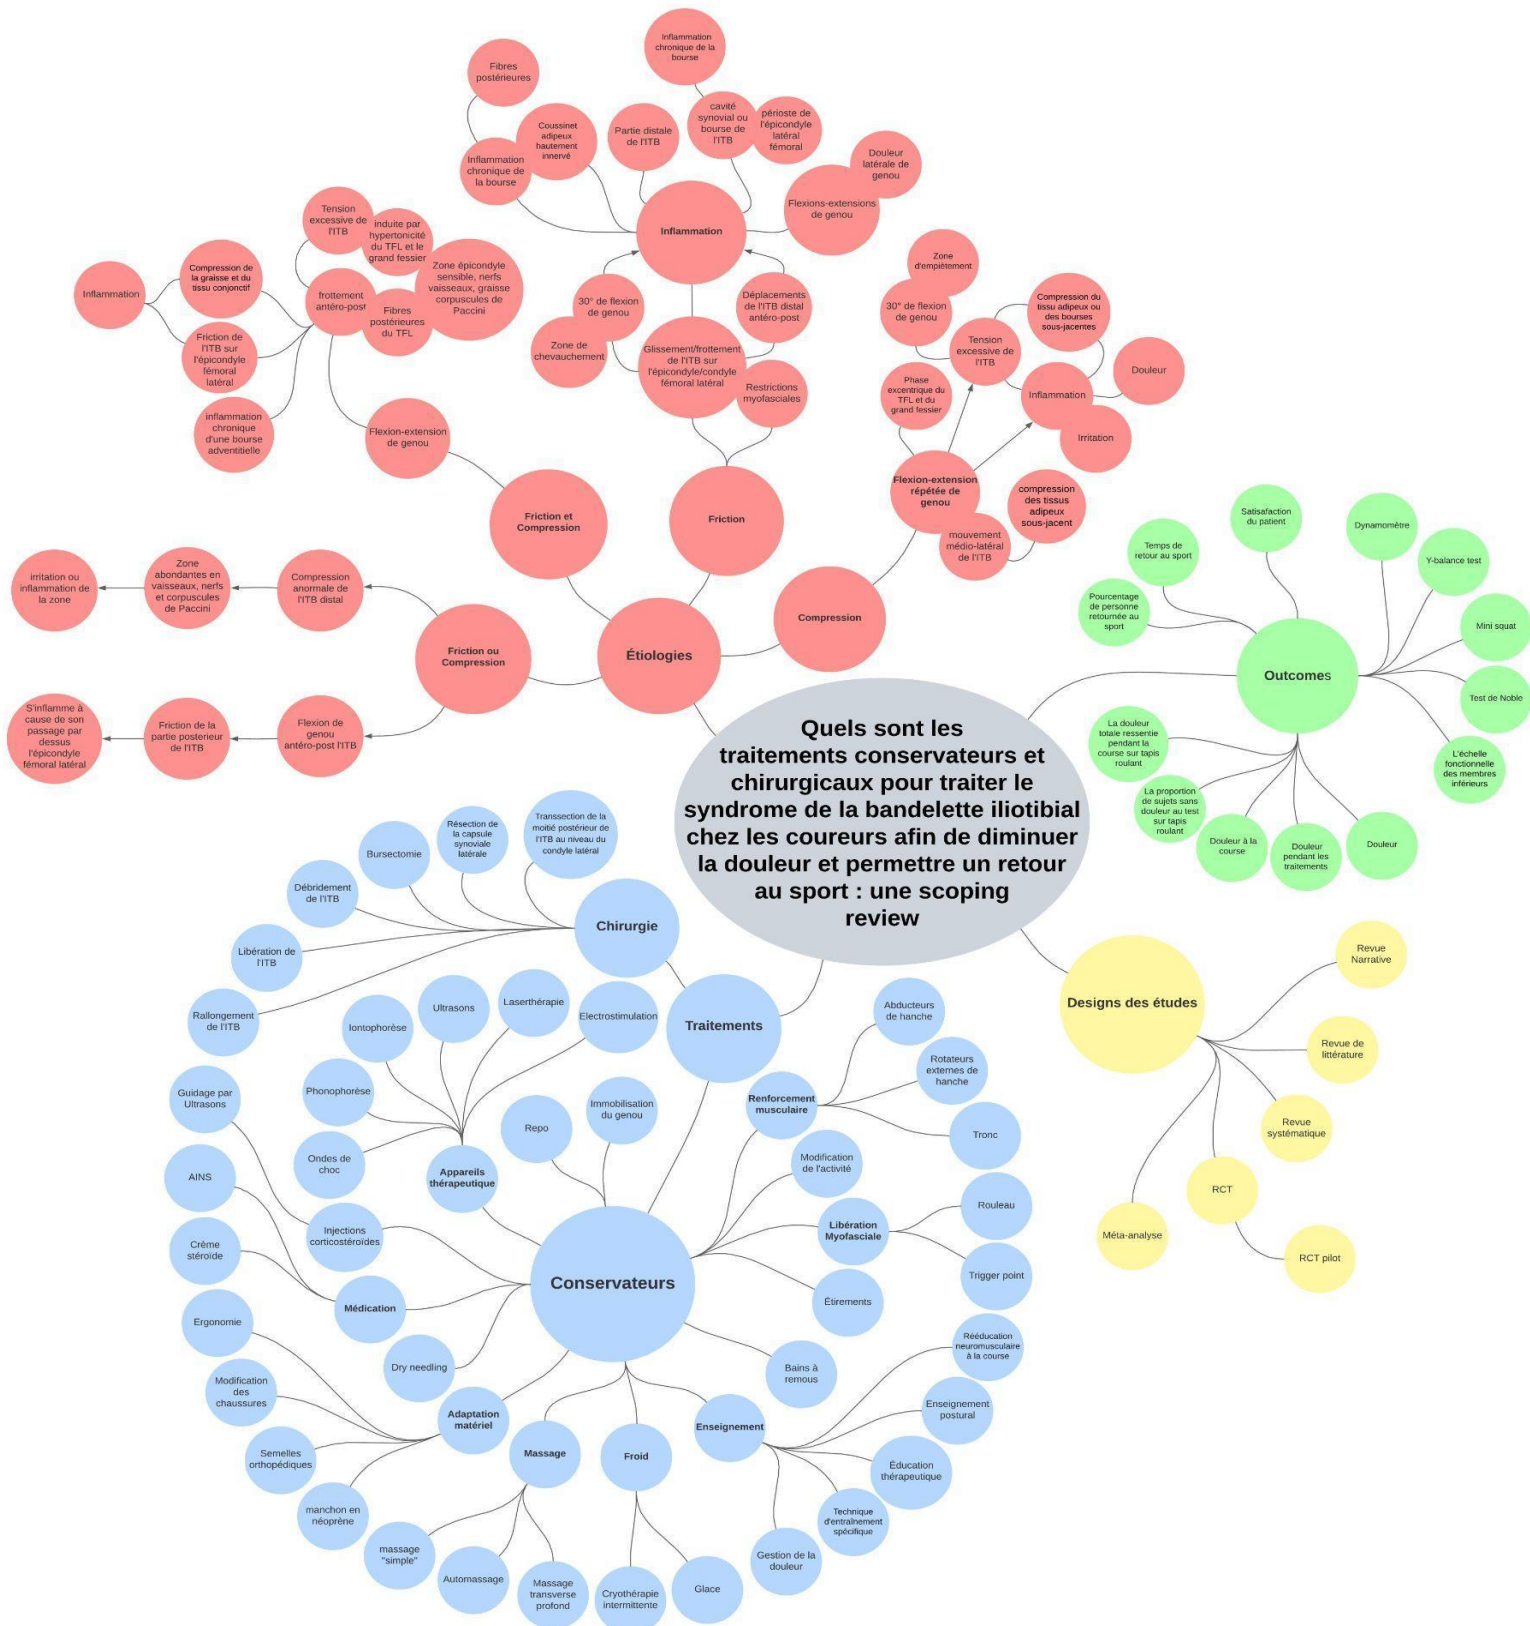 Quels sont les
traitements conservateurs et
chirurgicaux pour traiter le
syndrome de la bandelette iliotibial
chez les coureurs afin de diminuer
la douleur et permettre un retour
au sport : une scoping
review
Étiologies
Friction et
Compression
Flexion-extension
de genou
frottement
antéro-post
Tension
excessive de
l'ITB
induite par
hypertonicité
du TFL et le
grand fessier
Zone épicondyle
sensible, nerfs
vaisseaux, graisse
corpuscules de
Paccini
Fibres
postérieures
du TFL
Compression de
la graisse et du
tissu conjonctif
Inflammation
Friction de
l'ITB sur
l'épicondyle
fémoral
latéral
inflammation
chronique
d'une bourse
adventitielle
Friction
Glissement/frottement
de l'ITB sur
l'épicondyle/condyle
fémoral latéral
Restrictions
myofasciales
30° de flexion
de genou
Zone de
chevauchement
Déplacements
de l'ITB distal
antéro-post
Inflammation
Inflammation
chronique de
la bourse
Fibres
postérieures
Coussinet
adipeux
hautement
innervé
Partie distale
de l'ITB
cavité
synovial ou
bourse de
l'ITB
Inflammation
chronique de la
bourse
périoste de
l'épicondyle
latéral
fémoral
Flexions-extensions
de genou
Douleur
latérale de
genou
Compression
Flexion-extension
répétée de
genou
Phase
excentrique du
TFL et du
grand fessier
mouvement
médio-latéral
de l'ITB
compression
des tissus
adipeux
sous-jacent
Tension
excessive de
l'ITB
30° de flexion
de genou
Zone
d'empiètement
Compression du
tissu adipeux ou
des bourses
sous-jacentes
Inflammation
Douleur
Irritation
Friction ou
Compression
Compression
anormale de
l'ITB distal
Zone
abondantes en
vaisseaux, nerfs
et corpuscules
de Paccini
irritation ou
inflammation de
la zone
Flexion de
genou
antéro-post l'ITB
Friction de la
partie posterieur
de l'ITB
S'inflamme à
cause de son
passage par
dessus
l'épicondyle
fémoral latéral
Outcomes
Satisafaction
du patient
Temps de
retour au sport
Pourcentage
de personne
retournée au
sport
Dynamomètre
Y-balance test
Mini squat
Test de Noble
L'échelle
fonctionnelle
des membres
inférieurs
La douleur
totale ressentie
pendant la
course sur tapis
roulant
La proportion
de sujets sans
douleur au test
sur tapis
roulant
Douleur à la
course
Douleur
pendant les
traitements
Douleur
Designs des études
Revue
Narrative
Revue de
littérature
Revue
systématique
RCT
RCT pilot
Méta-analyse
Traitements
Chirurgie
Transsection de la
moitié postérieur de
l'ITB au niveau du
condyle latéral
Résection de
la capsule
synoviale
latérale
Bursectomie
Débridement
de l'ITB
Libération de
l'ITB
Rallongement
de l'ITB
Conservateurs
Appareils
thérapeutique
Electrostimulation
Laserthérapie
Ultrasons
Iontophorèse
Phonophorèse
Ondes de
choc
Repo
Immobilisation
du genou
Renforcement
musculaire
Abducteurs
de hanche
Rotateurs
externes de
hanche
Tronc
Modification
de l'activité
Libération
Myofasciale
Rouleau
Trigger point
Étirements
Bains à
remous
Injections
corticostéroïdes
Guidage par
Ultrasons
Médication
AINS
Crème
stéroïde
Dry needling
Adaptation
matériel
Ergonomie
Modification
des
chaussures
Semelles
orthopédiques
manchon en
néoprène
Massage
massage
"simple"
Automassage
Massage
transverse
profond
Froid
Cryothérapie
intermittente
Glace
Enseignement
Rééducation
neuromusculaire
à la course
Enseignement
postural
Éducation
thérapeutique
Technique
d'entraînement
spécifique
Gestion de la
douleur